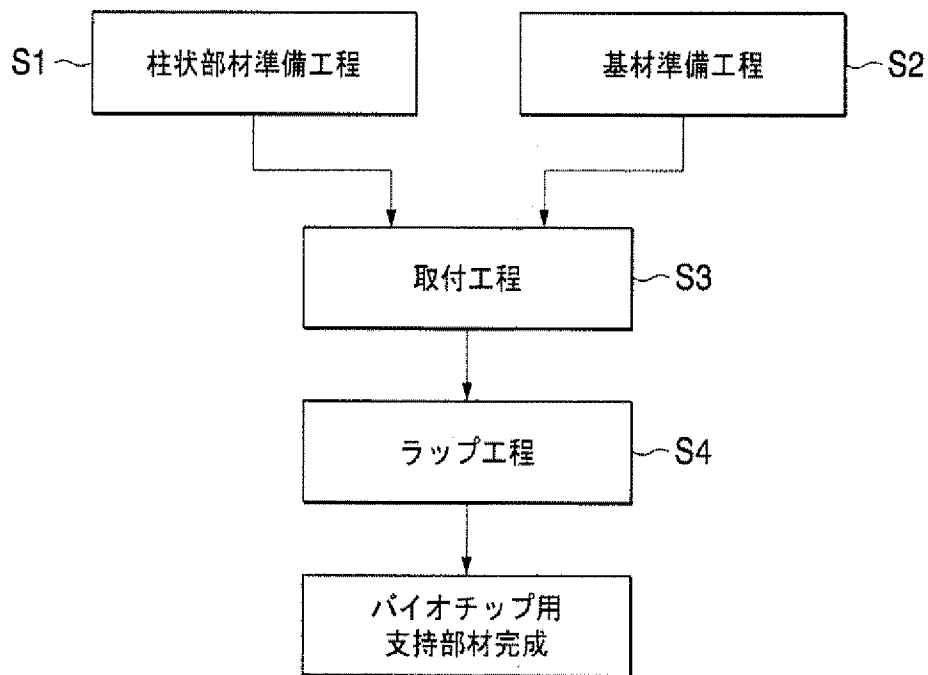 S1
柱状部材準備工程
基材準備工程
S2
取付工程
S3
ラップ工程
S4
バイオチップ用
支持部材完成